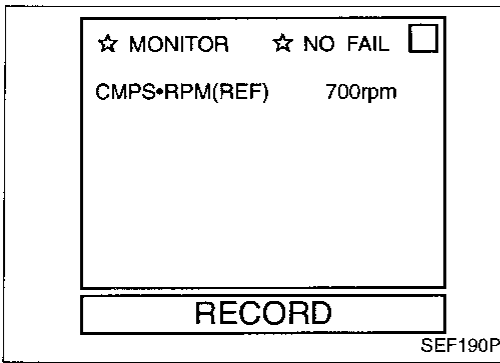 ☆ MONITOR ☆ NO FAIL
CMPS•RPM(REF) 700rpm
RECORD
SEF190P